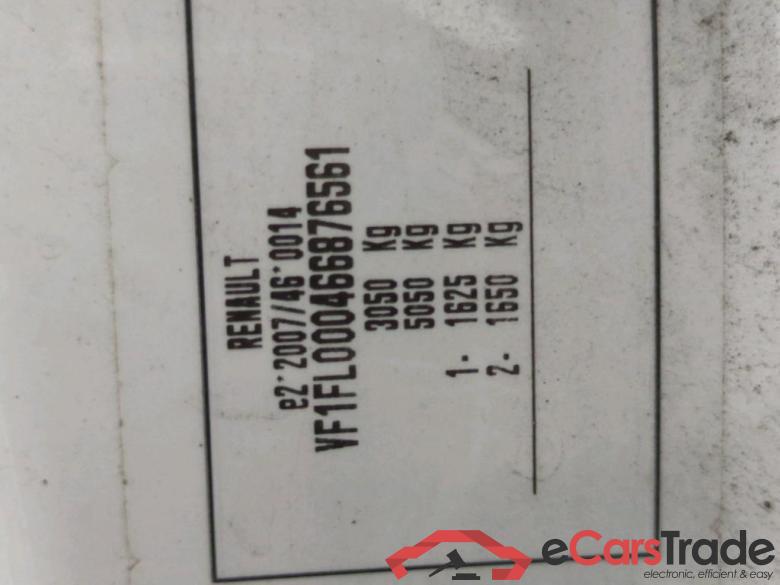 RENAULT
e2*2007/46*0014
VF1FL000466876561
3050 Kg
5050 Kg
1- 1625 Kg
2- 1650 Kg
eCarsTrade
electronic, efficient & easy